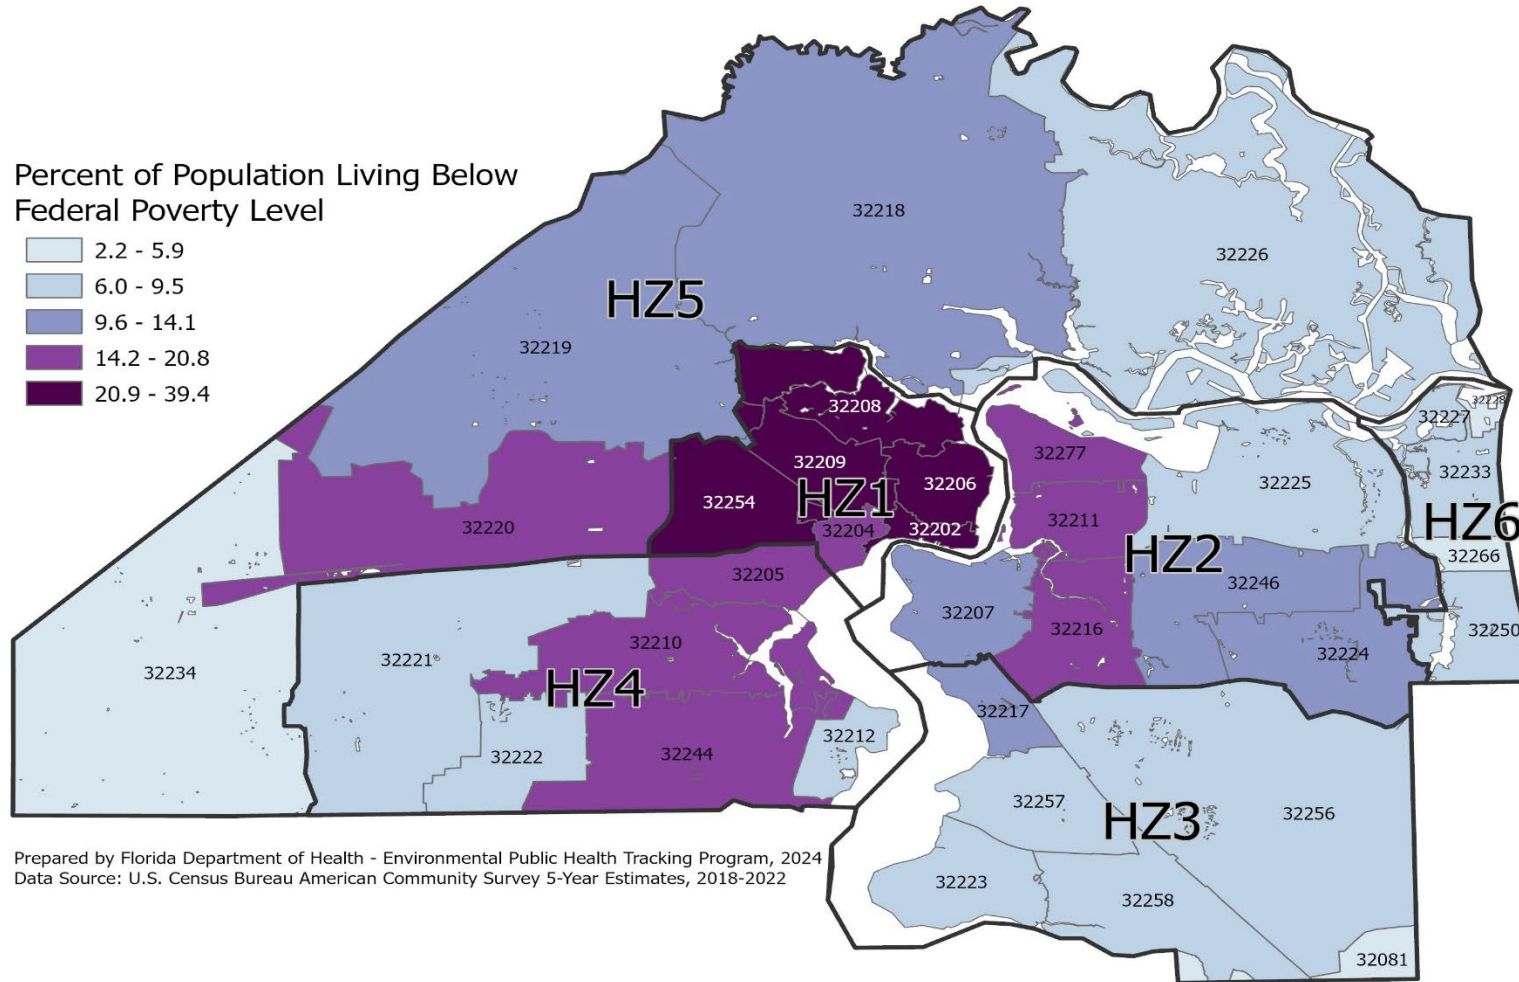 Percent of Population Living Below
Federal Poverty Level
2.2 - 5.9
6.0 - 9.5
9.6 - 14.1
14.2 - 20.8
20.9 - 39.4
32218
32226
HZ5
32219
32208
32227
32228
32209
32277
32233
32254
32206
32225
HZ1
32220
32204
32202
32211
HZ6
HZ2
32266
32205
32246
32207
32216
32250
32210
32224
32221
32234
HZ4
32217
32212
32222
32244
32257
HZ3
32256
32223
32258
32081
Prepared by Florida Department of Health - Environmental Public Health Tracking Program, 2024
Data Source: U.S. Census Bureau American Community Survey 5-Year Estimates, 2018-2022